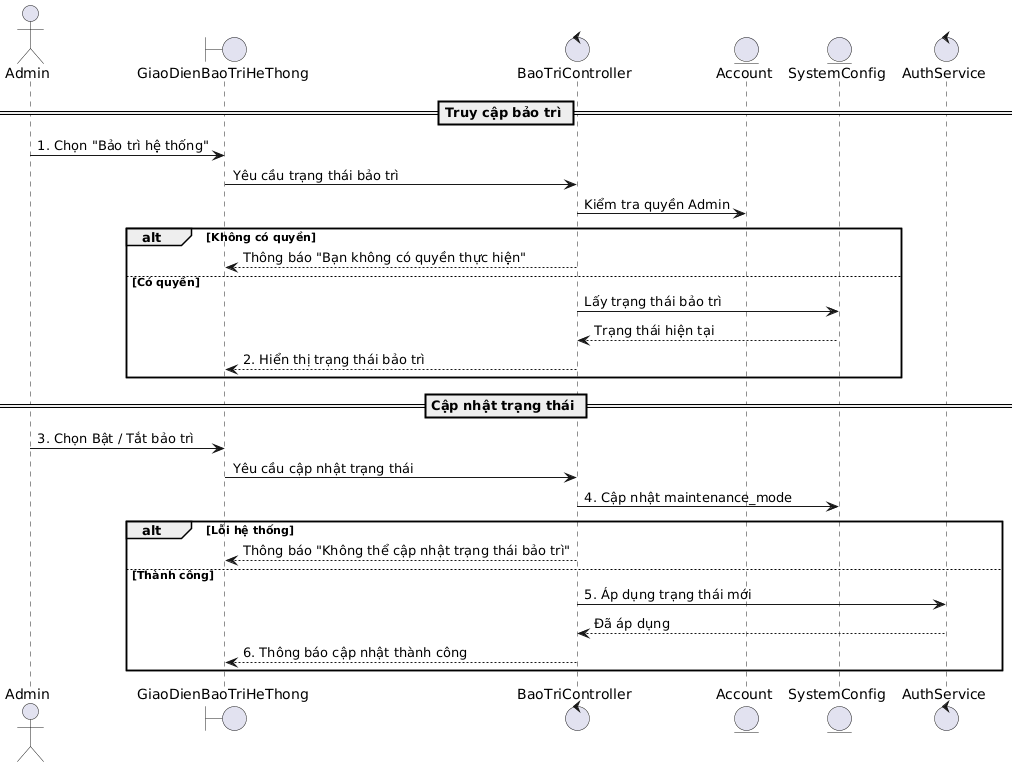 Admin
GiaoDienBaoTriHeThong
BaoTriController
Account
SystemConfig
AuthService
Truy cập bảo trì
1. Chọn "Bảo trì hệ thống"
Yêu cầu trạng thái bảo trì
Kiểm tra quyền Admin
alt [Không có quyền]
Thông báo "Bạn không có quyền thực hiện"
[Có quyền]
Lấy trạng thái bảo trì
Trạng thái hiện tại
2. Hiển thị trạng thái bảo trì
Cập nhật trạng thái
3. Chọn Bật / Tắt bảo trì
Yêu cầu cập nhật trạng thái
4. Cập nhật maintenance_mode
alt [Lỗi hệ thống]
Thông báo "Không thể cập nhật trạng thái bảo trì"
[Thành công]
5. Áp dụng trạng thái mới
Đã áp dụng
6. Thông báo cập nhật thành công
Admin
GiaoDienBaoTriHeThong
BaoTriController
Account
SystemConfig
AuthService